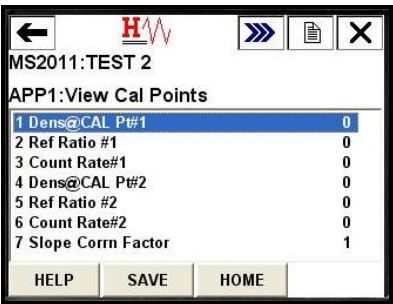 H
MS2011:TEST 2
APP1:View Cal Points
1 Dens@CAL Pt#1 0
2 Ref Ratio #1 0
3 Count Rate#1 0
4 Dens@CAL Pt#2 0
5 Ref Ratio #2 0
6 Count Rate#2 0
7 Slope Corrn Factor 1
HELP SAVE HOME